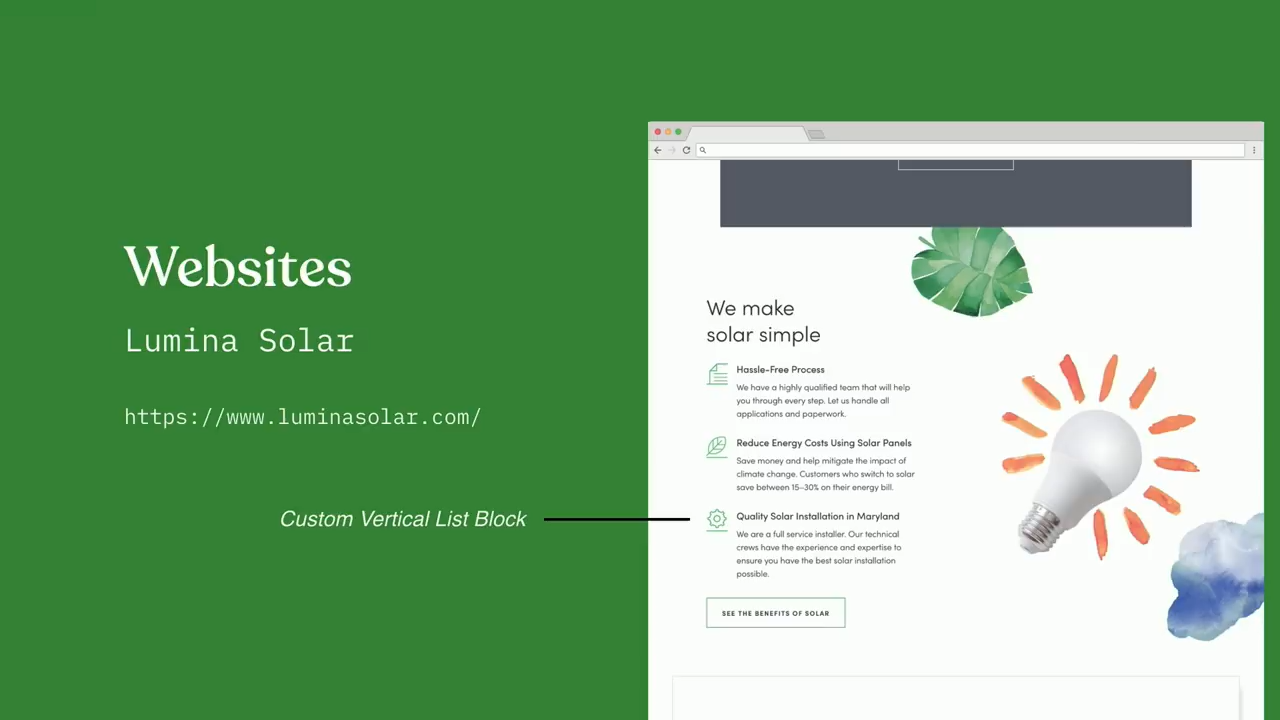 Websites
Lumina Solar
https://www.luminasolar.com/
Custom Vertical List Block
We make
solar simple
Hassle-Free Process
We have a highly qualified team that will help
you through every step. Let us handle all
applications and paperwork.
Reduce Energy Costs Using Solar Panels
Save money and help mitigate the impact of
climate change. Customers who switch to solar
save between 15–30% on their energy bill.
Quality Solar Installation in Maryland
We are a full service installer. Our technical
crews have the experience and expertise to
ensure you have the best solar installation
possible.
SEE THE BENEFITS OF SOLAR